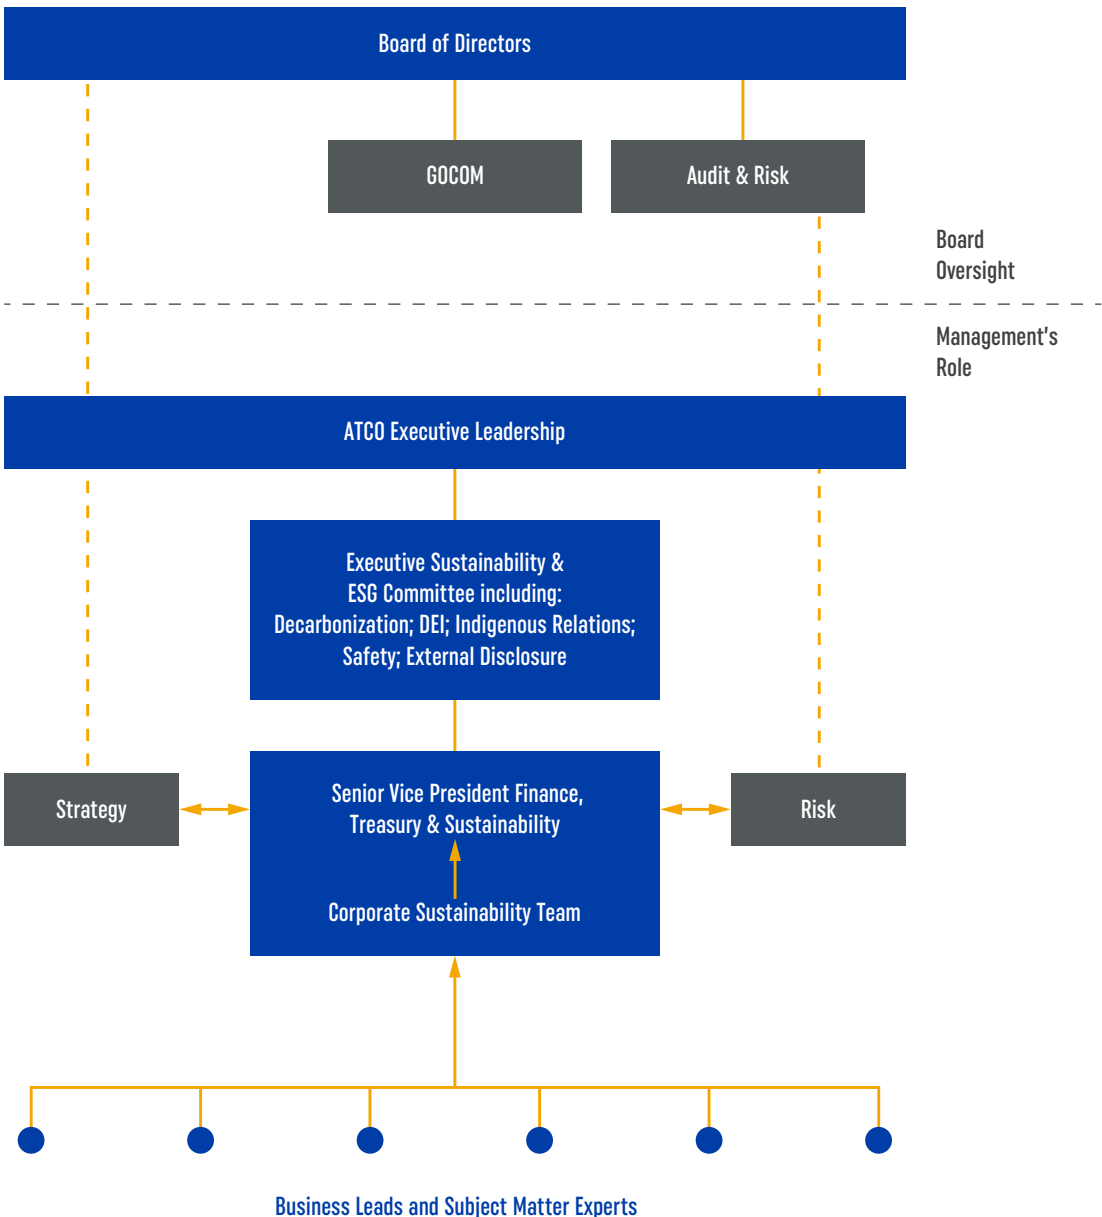 Board of Directors
GOCOM
Audit & Risk
Board
Oversight
Management's
Role
ATCO Executive Leadership
Executive Sustainability &
ESG Committee including:
Decarbonization; DEI; Indigenous Relations;
Safety; External Disclosure
Strategy
Senior Vice President Finance,
Treasury & Sustainability
Risk
Corporate Sustainability Team
Business Leads and Subject Matter Experts